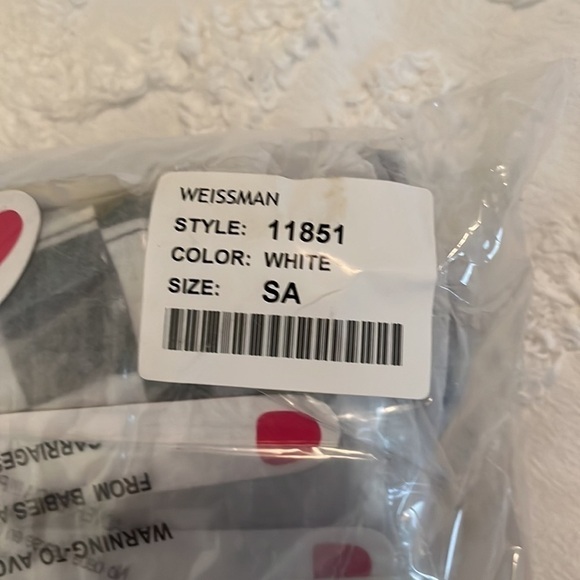 WEISSMAN
STYLE: 11851
COLOR: WHITE
SIZE: SA
WARNING-TO AVO
FROM BABIES A
CARRIAGES